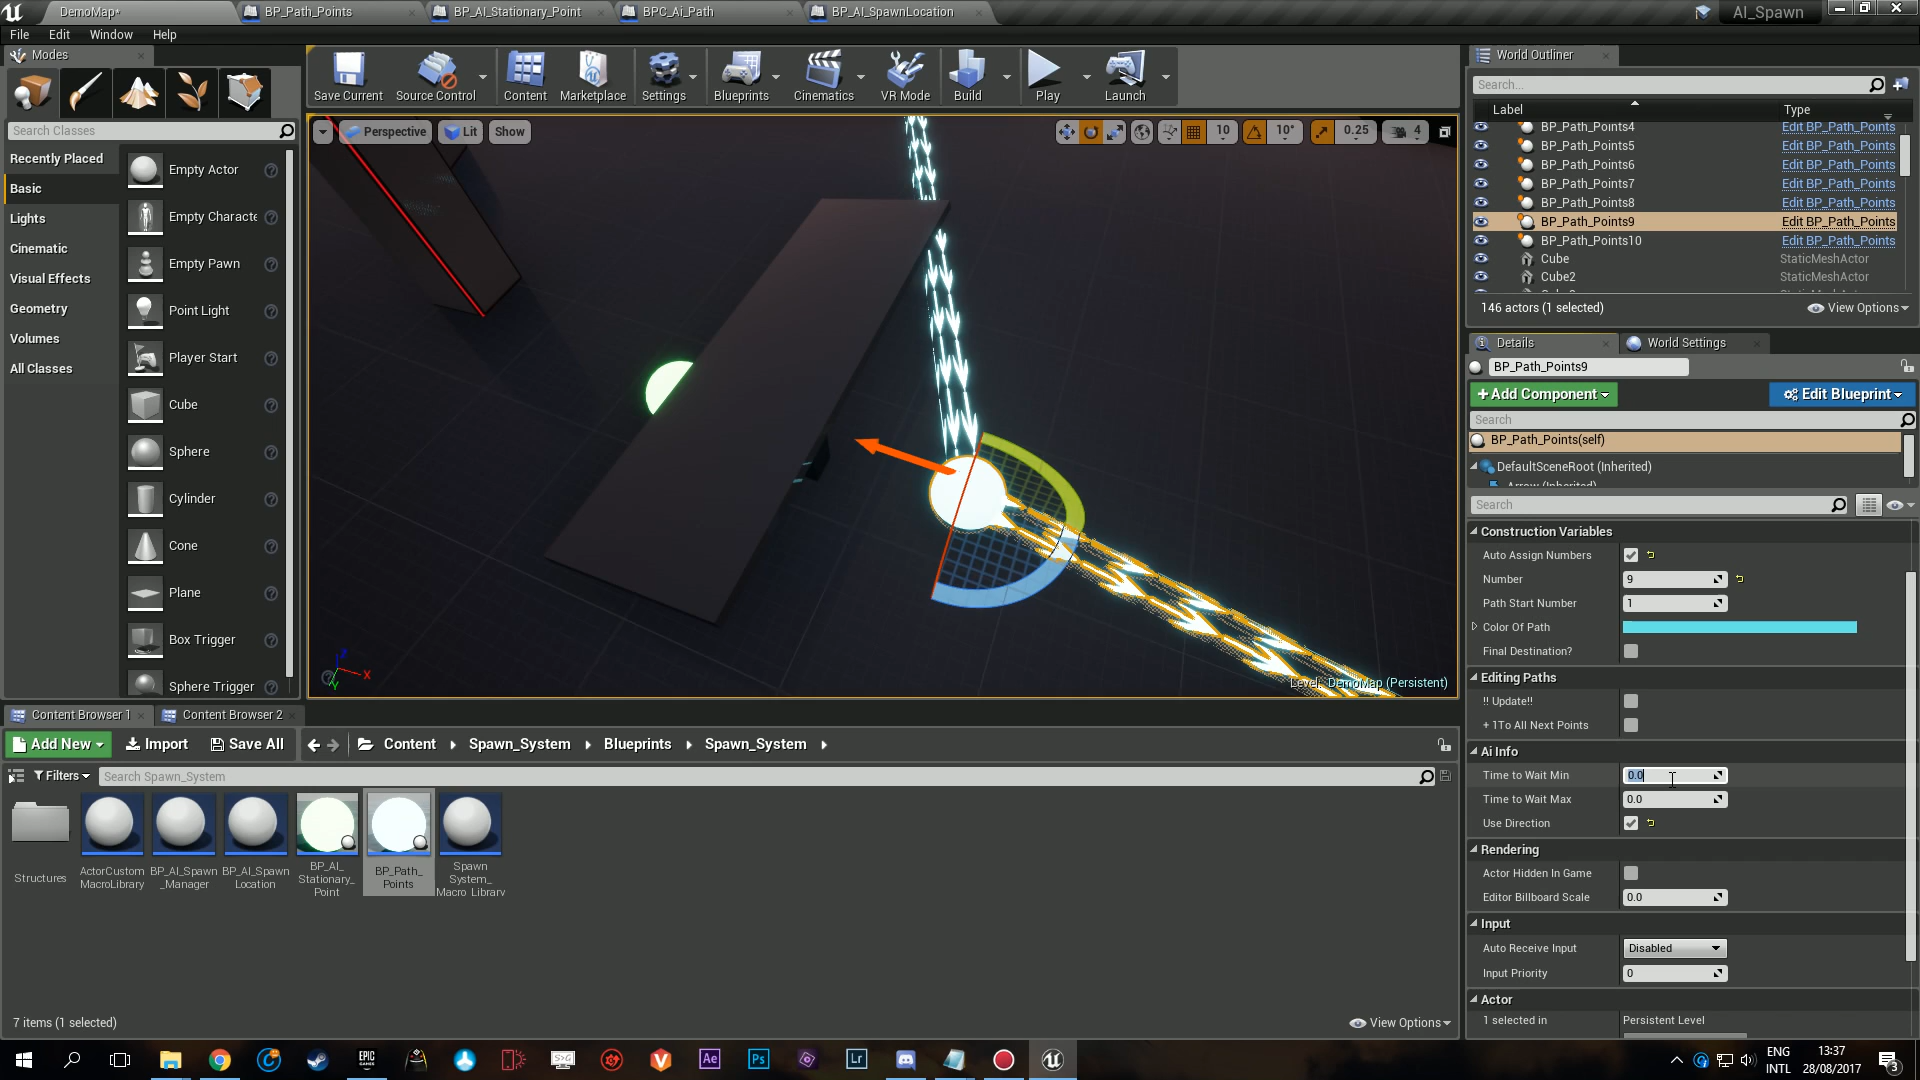 DemoMap*
BP_Path_Points
BP_AI_Stationary_Point
BPC_Ai_Path
BP_AI_SpawnLocation
AI_Spawn
File Edit Window Help
Modes
Search Classes
Recently Placed
Basic
Lights
Cinematic
Visual Effects
Geometry
Volumes
All Classes
Empty Actor
Empty Characte
Empty Pawn
Point Light
Player Start
Cube
Sphere
Cylinder
Cone
Plane
Box Trigger
Sphere Trigger
Save Current
Source Control
Content
Marketplace
Settings
Blueprints
Cinematics
VR Mode
Build
Play
Launch
Perspective
Lit
Show
10
10°
0.25
4
Level: DemoMap (Persistent)
Z
X
Y
World Outliner
Search...
Label Type
BP_Path_Points4 Edit BP_Path_Points
BP_Path_Points5 Edit BP_Path_Points
BP_Path_Points6 Edit BP_Path_Points
BP_Path_Points7 Edit BP_Path_Points
BP_Path_Points8 Edit BP_Path_Points
BP_Path_Points9 Edit BP_Path_Points
BP_Path_Points10 Edit BP_Path_Points
Cube StaticMeshActor
Cube2 StaticMeshActor
146 actors (1 selected)
View Options
Details
World Settings
BP_Path_Points9
+ Add Component
Edit Blueprint
Search
BP_Path_Points(self)
DefaultSceneRoot (Inherited)
Arrow (Inherited)
Search
Construction Variables
Auto Assign Numbers
Number 9
Path Start Number 1
Color Of Path
Final Destination?
Editing Paths
!! Update!!
+ 1To All Next Points
Ai Info
Time to Wait Min 0.0
Time to Wait Max 0.0
Use Direction
Rendering
Actor Hidden In Game
Editor Billboard Scale 0.0
Input
Auto Receive Input Disabled
Input Priority 0
Actor
1 selected in Persistent Level
Content Browser 1
Content Browser 2
Add New
Import
Save All
Content
Spawn_System
Blueprints
Spawn_System
Filters
Search Spawn_System
Structures
ActorCustom
MacroLibrary
BP_AI_Spawn
_Manager
BP_AI_Spawn
Location
BP_AI_
Stationary_
Point
BP_Path_
Points
Spawn
System_
Macro_Library
7 items (1 selected)
View Options
EPIC
GAMES
Ae
Ps
Lr
ENG
INTL
13:37
28/08/2017
3